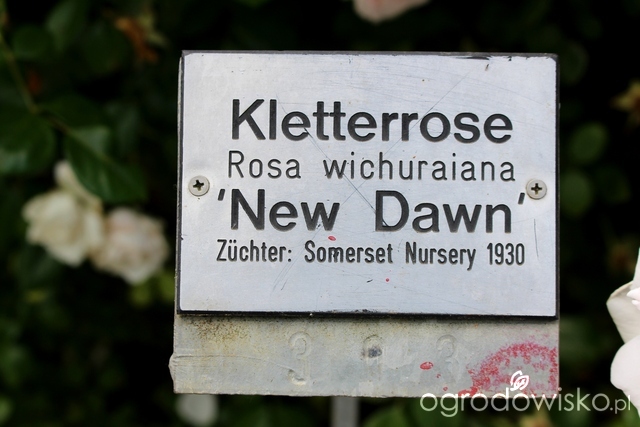 Kletterrose
Rosa wichuraiana
'New Dawn'
Züchter: Somerset Nursery 1930
ogrodowisko.pl